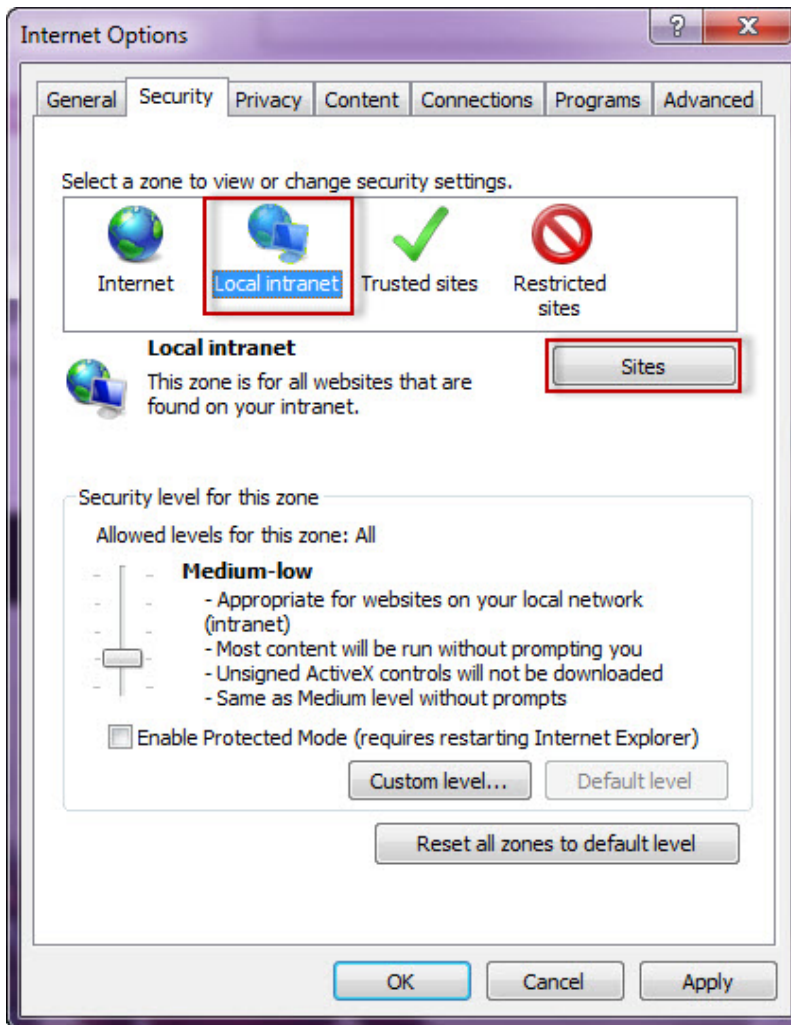 Internet Options
General Security Privacy Content Connections Programs Advanced
Select a zone to view or change security settings.
Internet Local intranet Trusted sites Restricted
sites
Local intranet
Sites
This zone is for all websites that are
found on your intranet.
Security level for this zone
Allowed levels for this zone: All
Medium-low
- Appropriate for websites on your local network
(intranet)
- Most content will be run without prompting you
- Unsigned ActiveX controls will not be downloaded
- Same as Medium level without prompts
Enable Protected Mode (requires restarting Internet Explorer)
Custom level... Default level
Reset all zones to default level
OK Cancel Apply